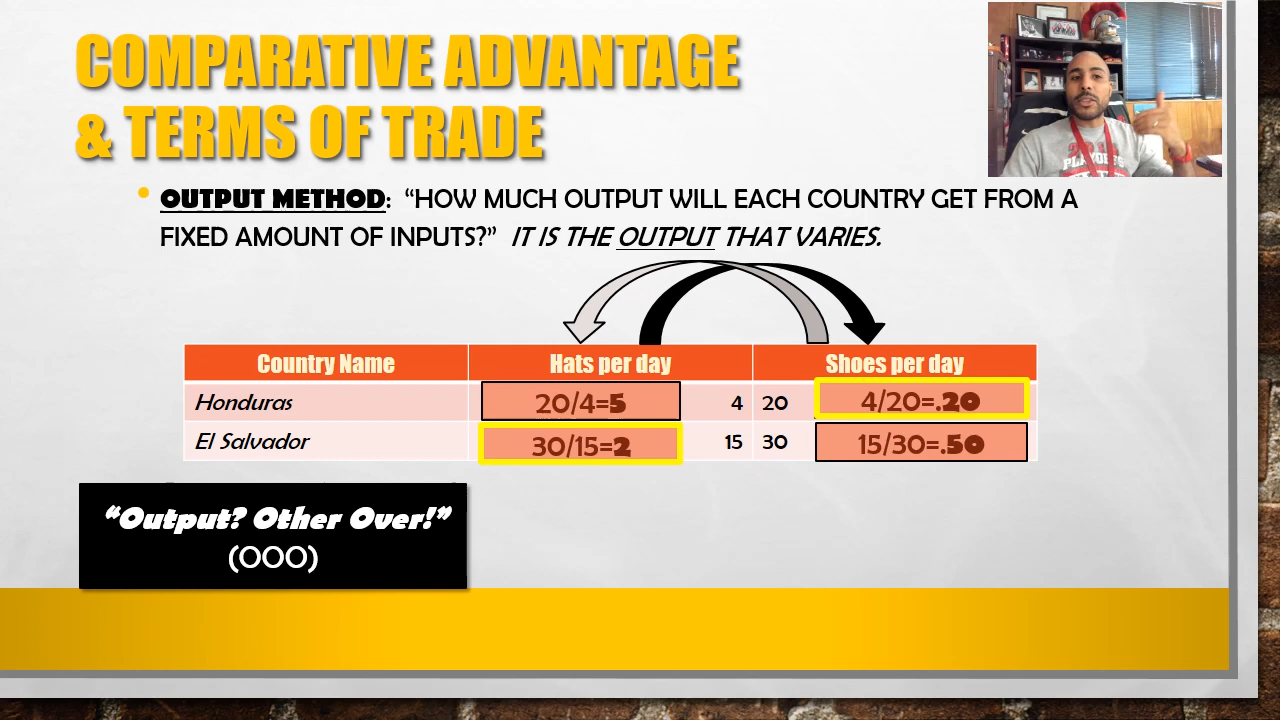 COMPARATIVE ADVANTAGE
& TERMS OF TRADE
• OUTPUT METHOD: “HOW MUCH OUTPUT WILL EACH COUNTRY GET FROM A
FIXED AMOUNT OF INPUTS?” IT IS THE OUTPUT THAT VARIES.
Country Name Hats per day Shoes per day
Honduras 20/4=5 4 20 4/20=.20
El Salvador 30/15=2 15 30 15/30=.50
“Output? Other Over!”
(OOO)
PLAYOFFS